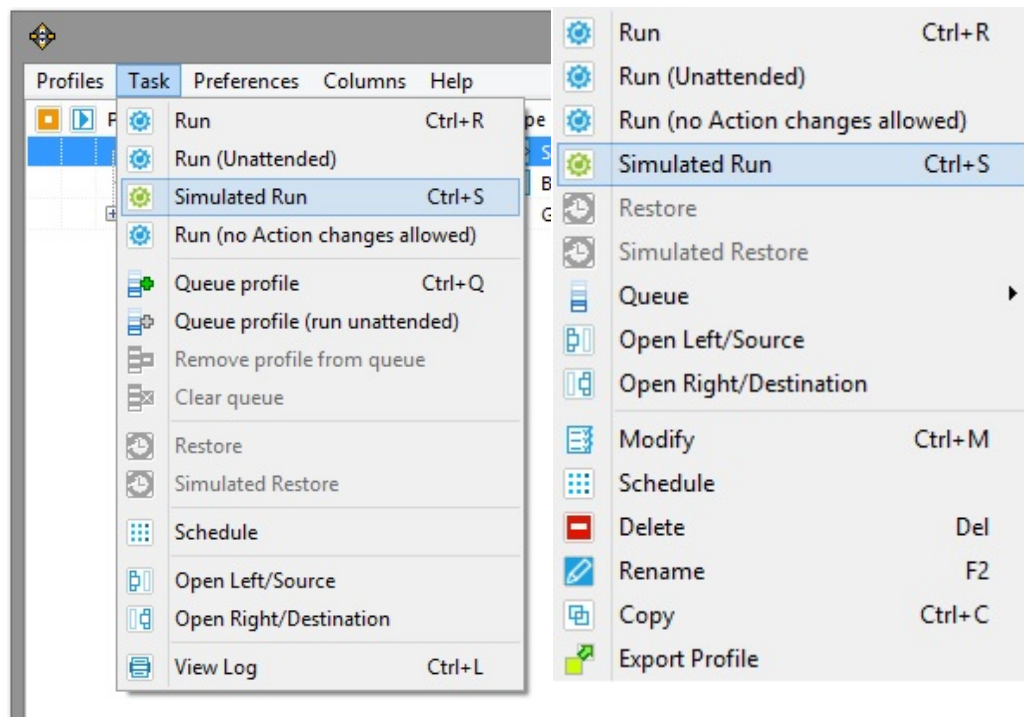 Profiles Task Preferences Columns Help
Run Ctrl+R
Run (Unattended)
Simulated Run Ctrl+S
Run (no Action changes allowed)
Queue profile Ctrl+Q
Queue profile (run unattended)
Remove profile from queue
Clear queue
Restore
Simulated Restore
Schedule
Open Left/Source
Open Right/Destination
View Log Ctrl+L
Run Ctrl+R
Run (Unattended)
Run (no Action changes allowed)
Simulated Run Ctrl+S
Restore
Simulated Restore
Queue
Open Left/Source
Open Right/Destination
Modify Ctrl+M
Schedule
Delete Del
Rename F2
Copy Ctrl+C
Export Profile